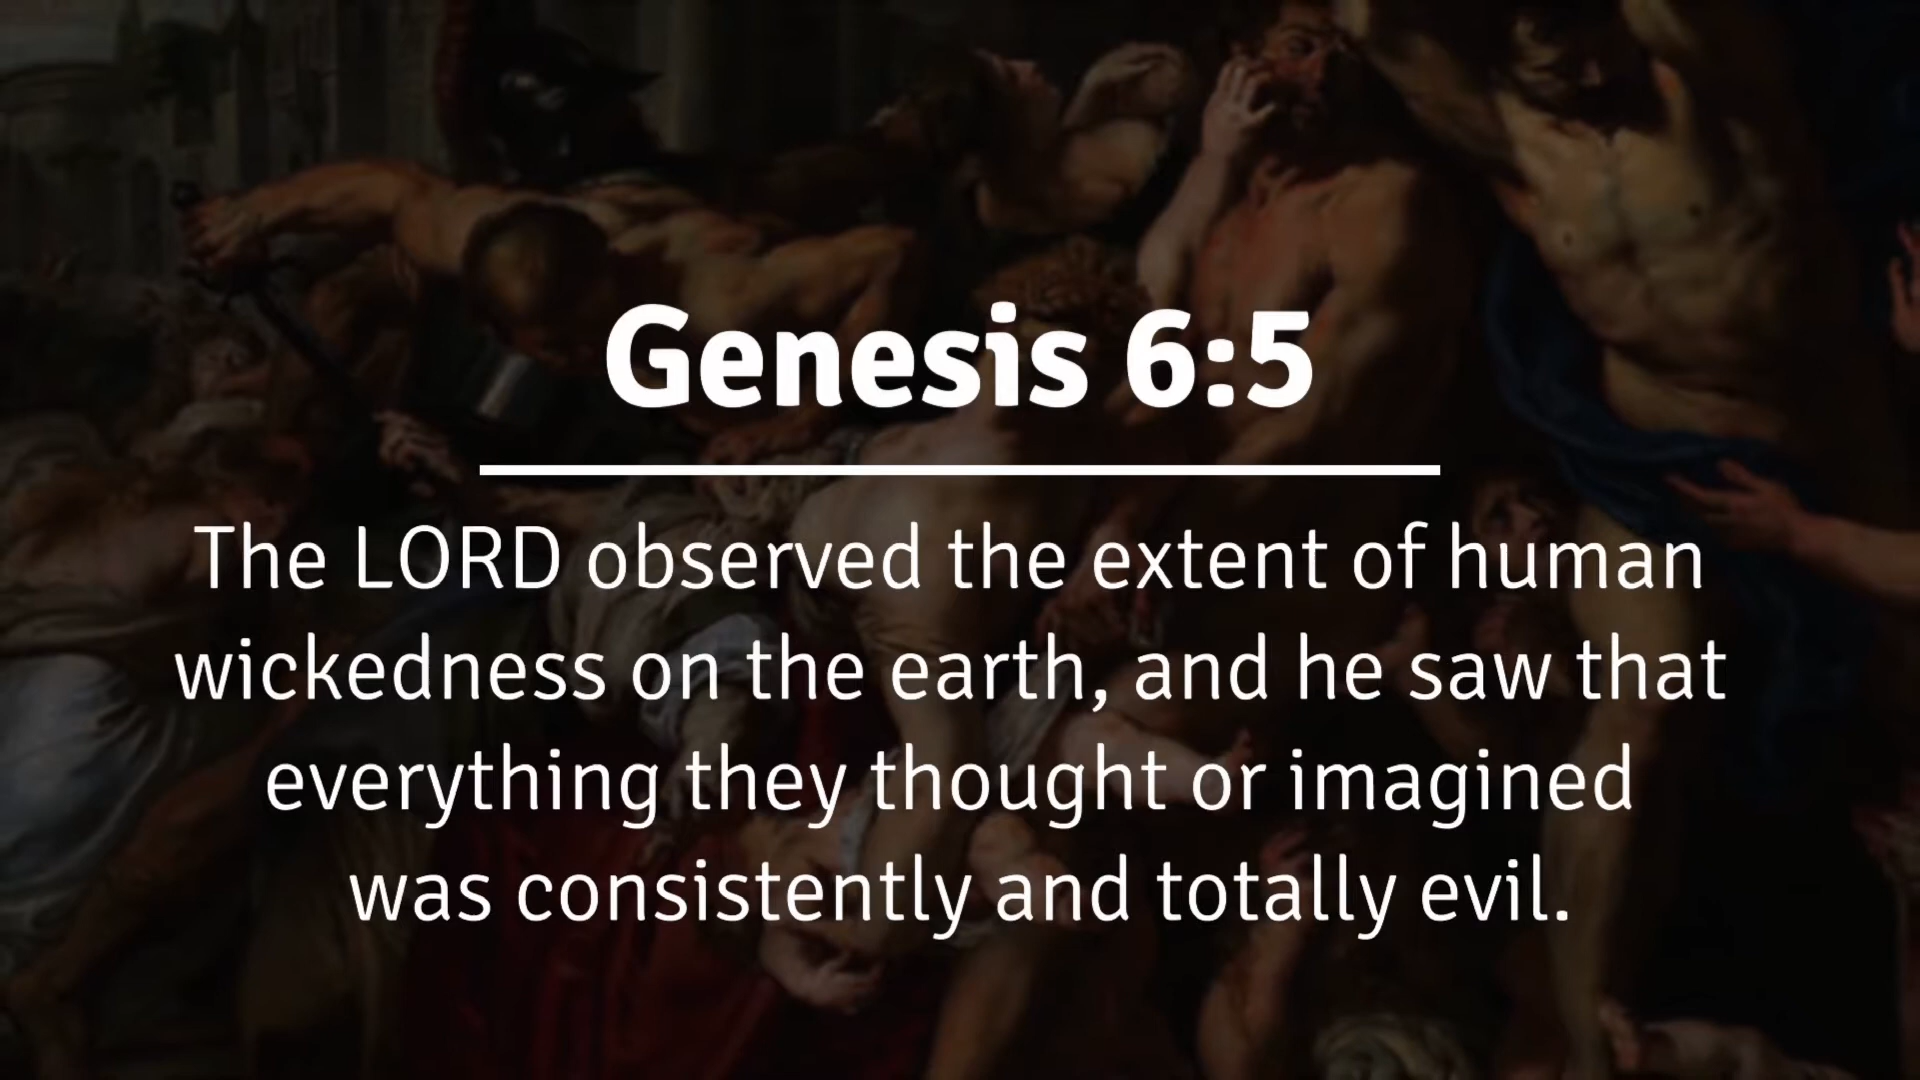 Genesis 6:5
The LORD observed the extent of human
wickedness on the earth, and he saw that
everything they thought or imagined
was consistently and totally evil.